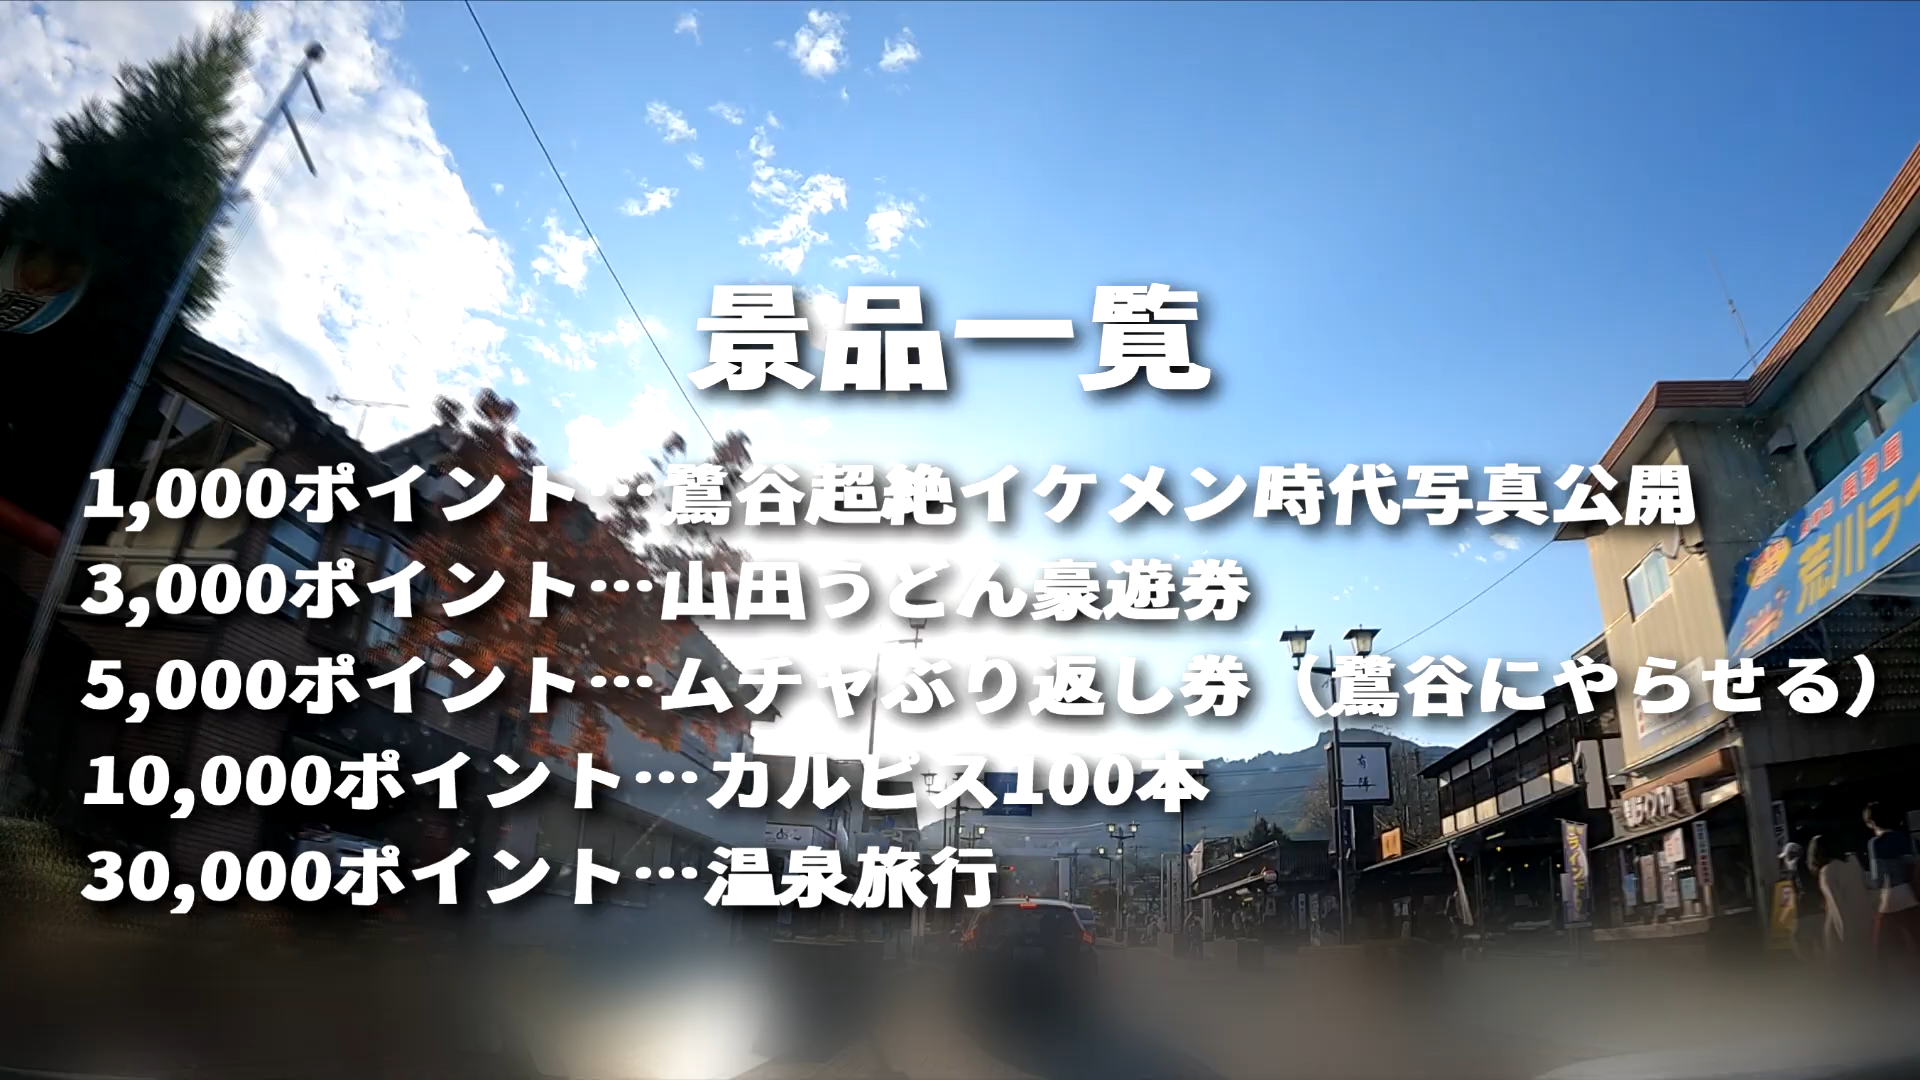 景品一覧
1,000ポイント…鷺谷超絶イケメン時代写真公開
3,000ポイント…山田うどん豪遊券
5,000ポイント…ムチャぶり返し券（鷺谷にやらせる）
10,000ポイント…カルピス100本
30,000ポイント…温泉旅行
荒川ライ